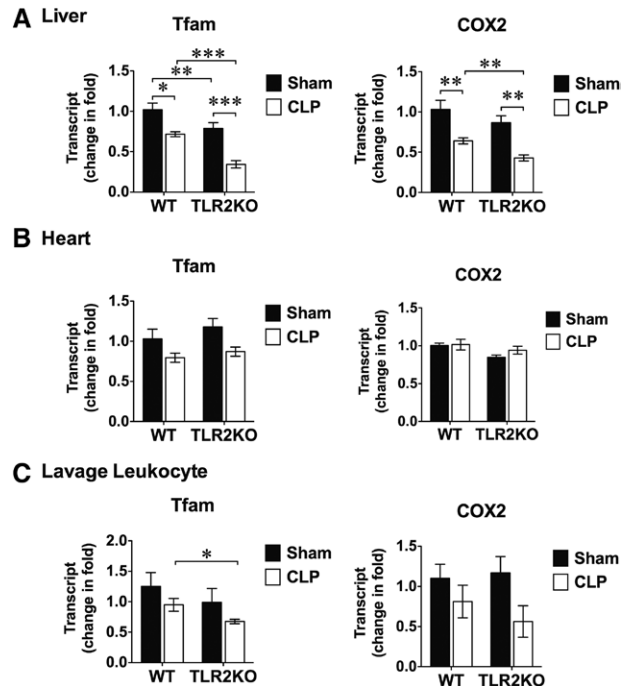 A Liver
Tfam
Transcript
(change in fold)
1.5
1.0
0.5
0.0
***
**
*
***
WT TLR2KO
Sham
CLP
COX2
Transcript
(change in fold)
1.5
1.0
0.5
0.0
**
**
**
WT TLR2KO
Sham
CLP
B Heart
Tfam
Transcript
(change in fold)
1.5
1.0
0.5
0.0
WT TLR2KO
Sham
CLP
COX2
Transcript
(change in fold)
1.5
1.0
0.5
0.0
WT TLR2KO
Sham
CLP
C Lavage Leukocyte
Tfam
Transcript
(change in fold)
2.0
1.5
1.0
0.5
0.0
*
WT TLR2KO
Sham
CLP
COX2
Transcript
(change in fold)
1.5
1.0
0.5
0.0
WT TLR2KO
Sham
CLP